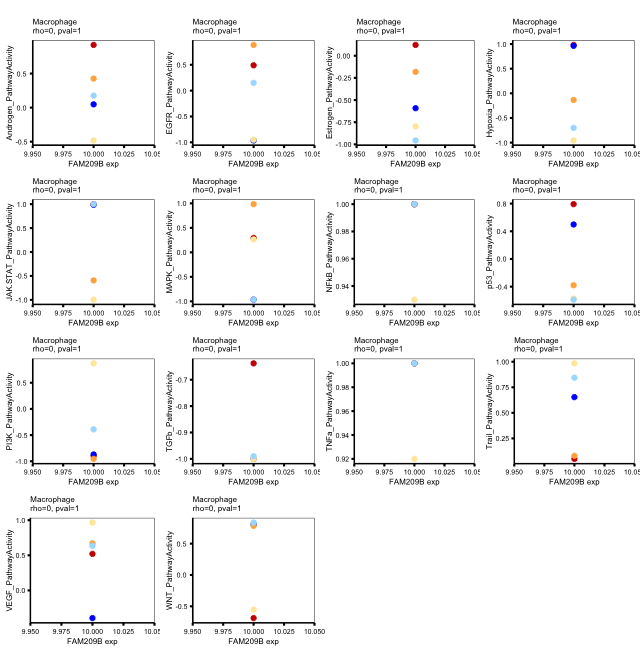 Macrophage
rho=0, pval=1
Androgen_PathwayActivity
0.5
0.0
-0.5
9.950 9.975 10.000 10.025 10.05
FAM209B exp
Macrophage
rho=0, pval=1
EGFR_PathwayActivity
0.5
0.0
-0.5
-1.0
9.950 9.975 10.000 10.025 10.05
FAM209B exp
Macrophage
rho=0, pval=1
Estrogen_PathwayActivity
0.00
-0.25
-0.50
-0.75
-1.00
9.950 9.975 10.000 10.025 10.05
FAM209B exp
Macrophage
rho=0, pval=1
Hypoxia_PathwayActivity
1.0
0.5
0.0
-0.5
-1.0
9.950 9.975 10.000 10.025 10.05
FAM209B exp
Macrophage
rho=0, pval=1
JAK.STAT_PathwayActivity
1.0
0.5
0.0
-0.5
-1.0
9.950 9.975 10.000 10.025 10.05
FAM209B exp
Macrophage
rho=0, pval=1
MAPK_PathwayActivity
1.0
0.5
0.0
-0.5
-1.0
9.950 9.975 10.000 10.025 10.05
FAM209B exp
Macrophage
rho=0, pval=1
NFkB_PathwayActivity
1.00
0.98
0.96
0.94
9.950 9.975 10.000 10.025 10.05
FAM209B exp
Macrophage
rho=0, pval=1
p53_PathwayActivity
0.8
0.4
0.0
-0.4
9.950 9.975 10.000 10.025 10.05
FAM209B exp
Macrophage
rho=0, pval=1
PI3K_PathwayActivity
0.5
0.0
-0.5
-1.0
9.950 9.975 10.000 10.025 10.05
FAM209B exp
Macrophage
rho=0, pval=1
TGFb_PathwayActivity
-0.7
-0.8
-0.9
-1.0
9.950 9.975 10.000 10.025 10.05
FAM209B exp
Macrophage
rho=0, pval=1
TNFa_PathwayActivity
1.00
0.98
0.96
0.94
0.92
9.950 9.975 10.000 10.025 10.05
FAM209B exp
Macrophage
rho=0, pval=1
Trail_PathwayActivity
1.00
0.75
0.50
0.25
9.950 9.975 10.000 10.025 10.05
FAM209B exp
Macrophage
rho=0, pval=1
VEGF_PathwayActivity
1.0
0.5
0.0
9.950 9.975 10.000 10.025 10.05
FAM209B exp
Macrophage
rho=0, pval=1
WNT_PathwayActivity
0.5
0.0
-0.5
9.950 9.975 10.000 10.025 10.050
FAM209B exp